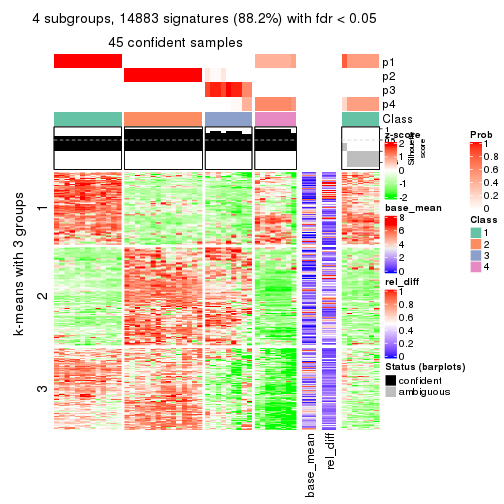 4 subgroups, 14883 signatures (88.2%) with fdr < 0.05
45 confident samples
p1
p2
p3
p4
Class
1
Silhouette
score
z-score
2
1
0
-1
-2
base_mean
8
6
4
2
0
rel_diff
1
0.8
0.6
0.4
0.2
0
Status (barplots)
confident
ambiguous
Prob
1
0.8
0.6
0.4
0.2
0
Class
1
2
3
4
k-means with 3 groups
1
2
3
base_mean
rel_diff